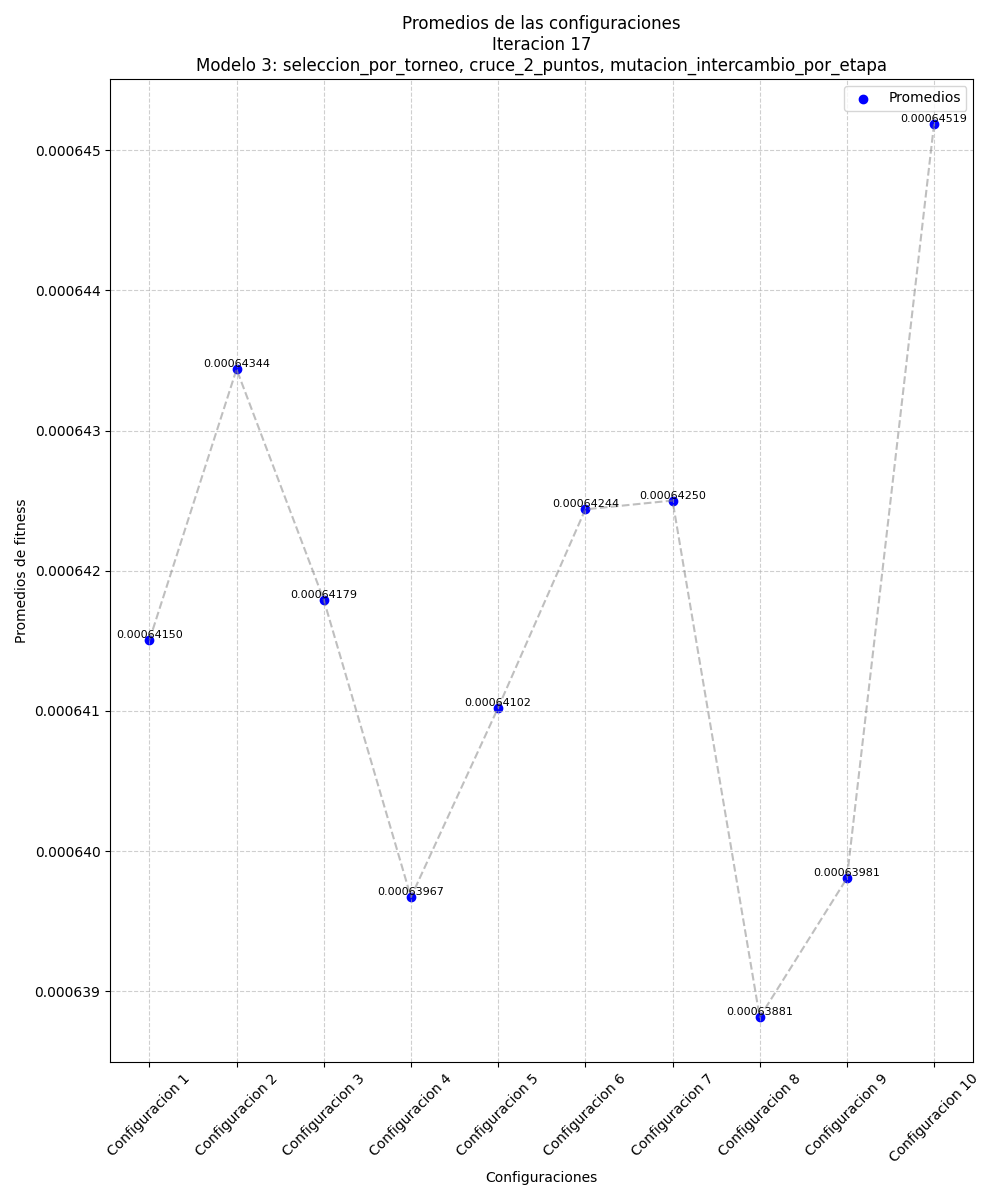 Promedios de las configuraciones
Iteracion 17
Modelo 3: seleccion_por_torneo, cruce_2_puntos, mutacion_intercambio_por_etapa
Promedios
0.00064519
0.000645
0.000644
0.00064344
0.000643
0.00064250
0.00064244
0.000642
0.00064179
0.00064150
0.00064102
0.000641
0.000640
0.00063981
0.00063967
0.000639
0.00063881
Promedios de fitness
Configuracion 1
Configuracion 2
Configuracion 3
Configuracion 4
Configuracion 5
Configuracion 6
Configuracion 7
Configuracion 8
Configuracion 9
Configuracion 10
Configuraciones